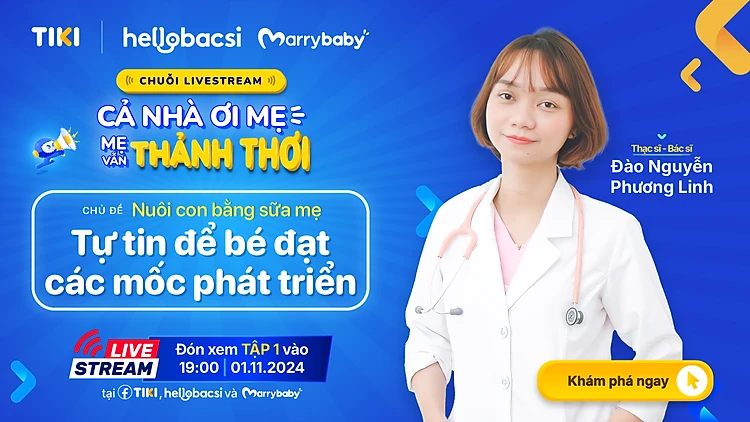 TIKI hellobacsi Marrybaby
CHUỖI LIVESTREAM
CẢ NHÀ ƠI MẸ
MẸ VẪN THẢNH THƠI
CHỦ ĐỀ Nuôi con bằng sữa mẹ
Tự tin để bé đạt
các mốc phát triển
LIVE
STREAM
Đón xem TẬP 1 vào
19:00 | 01.11.2024
tại f TIKI, hellobacsi và Marrybaby
Thạc sĩ - Bác sĩ
Đào Nguyễn
Phương Linh
Khám phá ngay